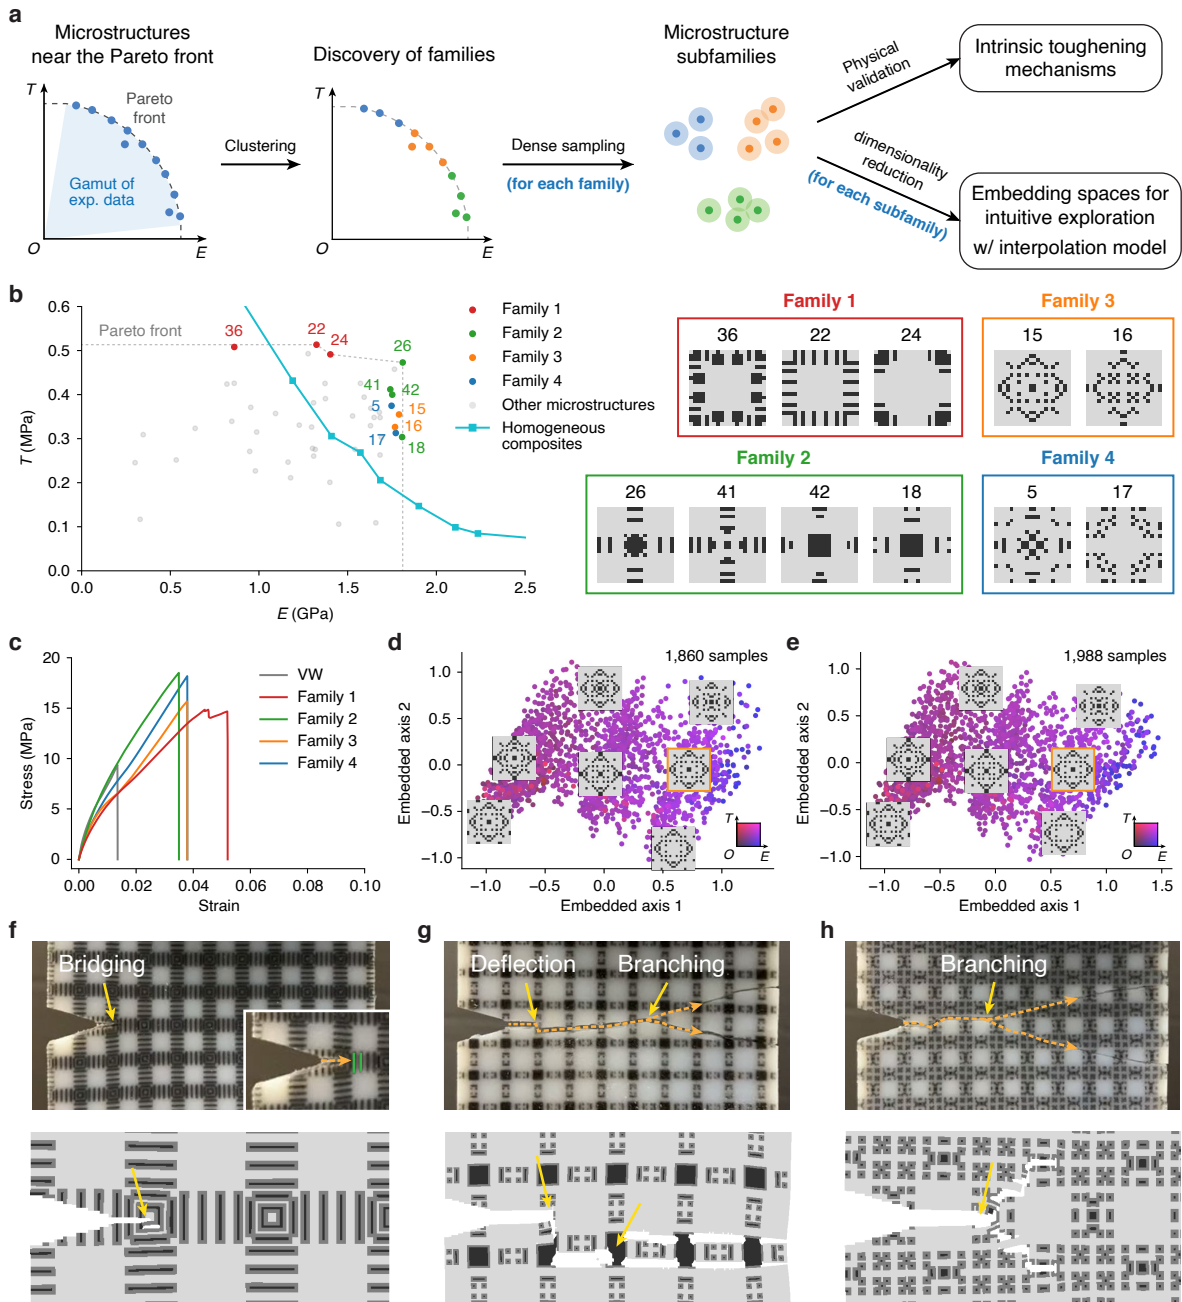 a
Microstructures
near the Pareto front
T
Pareto
front
Gamut of
exp. data
O
E
Clustering
Discovery of families
T
O
E
Dense sampling
(for each family)
Microstructure
subfamilies
Physical
validation
dimensionality
reduction
(for each subfamily)
Intrinsic toughening
mechanisms
Embedding spaces for
intuitive exploration
w/ interpolation model
b
T (MPa)
0.6
0.5
0.4
0.3
0.2
0.1
0.0
0.0
0.5
1.0
1.5
2.0
2.5
E (GPa)
Pareto front
36
22
24
26
41
42
5
15
16
17
18
Family 1
Family 2
Family 3
Family 4
Other microstructures
Homogeneous
composites
Family 1
36
22
24
Family 3
15
16
Family 2
26
41
42
18
Family 4
5
17
c
Stress (MPa)
20
15
10
5
0
0.00
0.02
0.04
0.06
0.08
0.10
Strain
VW
Family 1
Family 2
Family 3
Family 4
d
1,860 samples
Embedded axis 2
1.0
0.5
0.0
−0.5
−1.0
−1.0
−0.5
0.0
0.5
1.0
Embedded axis 1
T
O
E
e
1,988 samples
Embedded axis 2
1.0
0.5
0.0
−0.5
−1.0
−1.0
−0.5
0.0
0.5
1.0
1.5
Embedded axis 1
T
O
E
f
Bridging
g
Deflection
Branching
h
Branching